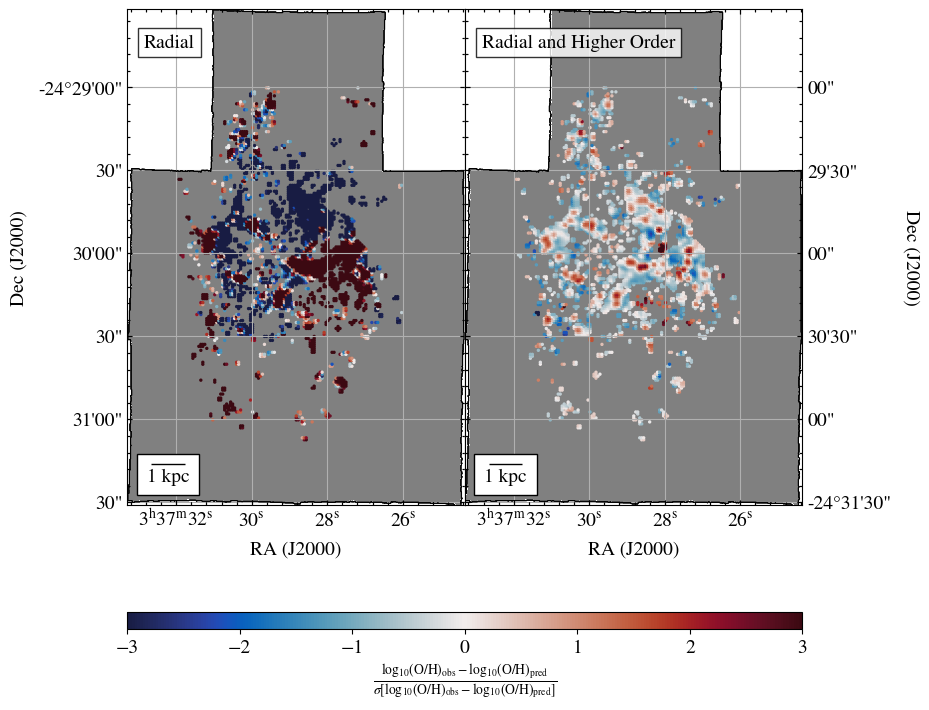 Radial
Radial and Higher Order
-24°29'00"
30"
30'00"
30"
31'00"
30"
00"
29'30"
00"
30'30"
00"
-24°31'30"
Dec (J2000)
Dec (J2000)
1 kpc
1 kpc
3h37m32s 30s 28s 26s
3h37m32s 30s 28s 26s
RA (J2000)
RA (J2000)
−3 −2 −1 0 1 2 3
log10(O/H)obs − log10(O/H)pred
σ[log10(O/H)obs − log10(O/H)pred]